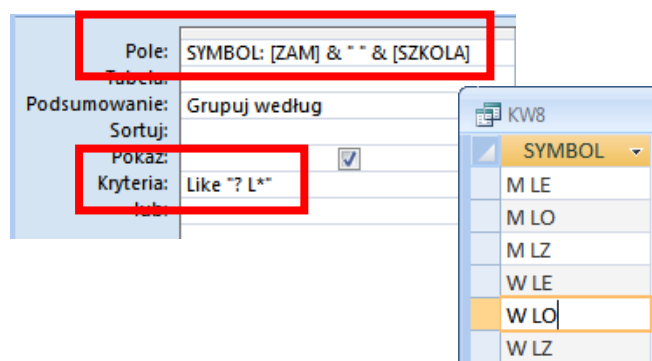 Pole: SYMBOL: [ZAM] & " " & [SZKOLA]
Tabela:
Podsumowanie: Grupuj według
Sortuj:
Pokaż:
Kryteria: Like "? L*"
lub:
KW8
SYMBOL
M LE
M LO
M LZ
W LE
W LO
W LZ